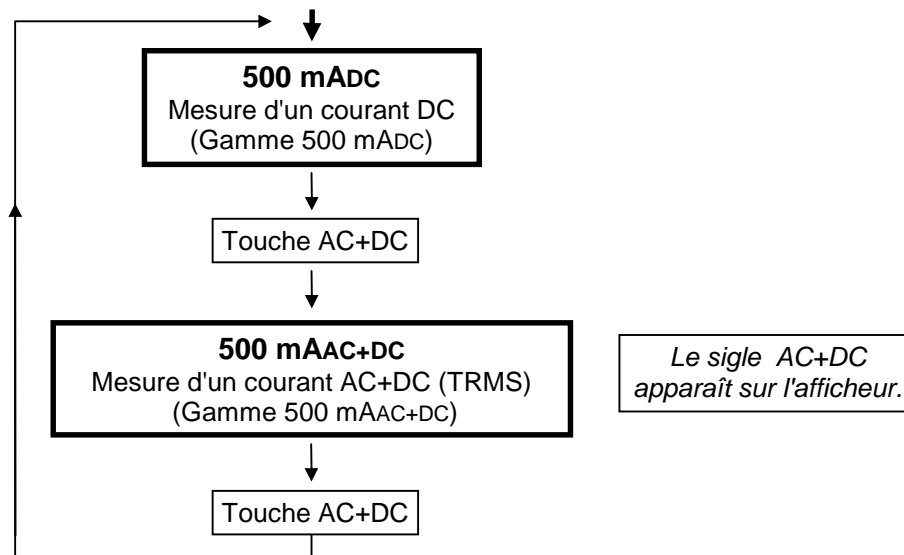 500 mADC
Mesure d'un courant DC
(Gamme 500 mADC)
Touche AC+DC
500 mAAC+DC
Mesure d'un courant AC+DC (TRMS)
(Gamme 500 mAAC+DC)
Le sigle AC+DC
apparaît sur l'afficheur.
Touche AC+DC